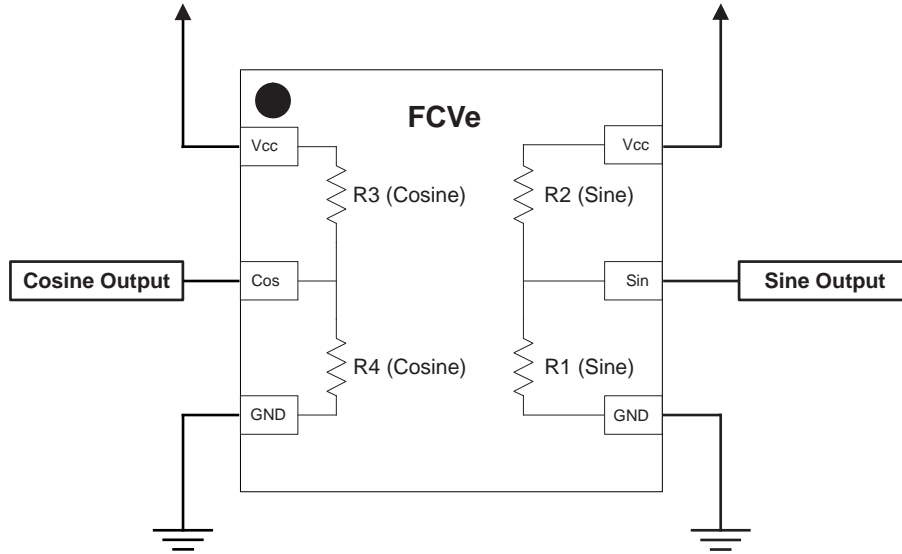 FCVe
Vcc
Vcc
R3 (Cosine)
R2 (Sine)
Cosine Output
Cos
Sin
Sine Output
R4 (Cosine)
R1 (Sine)
GND
GND